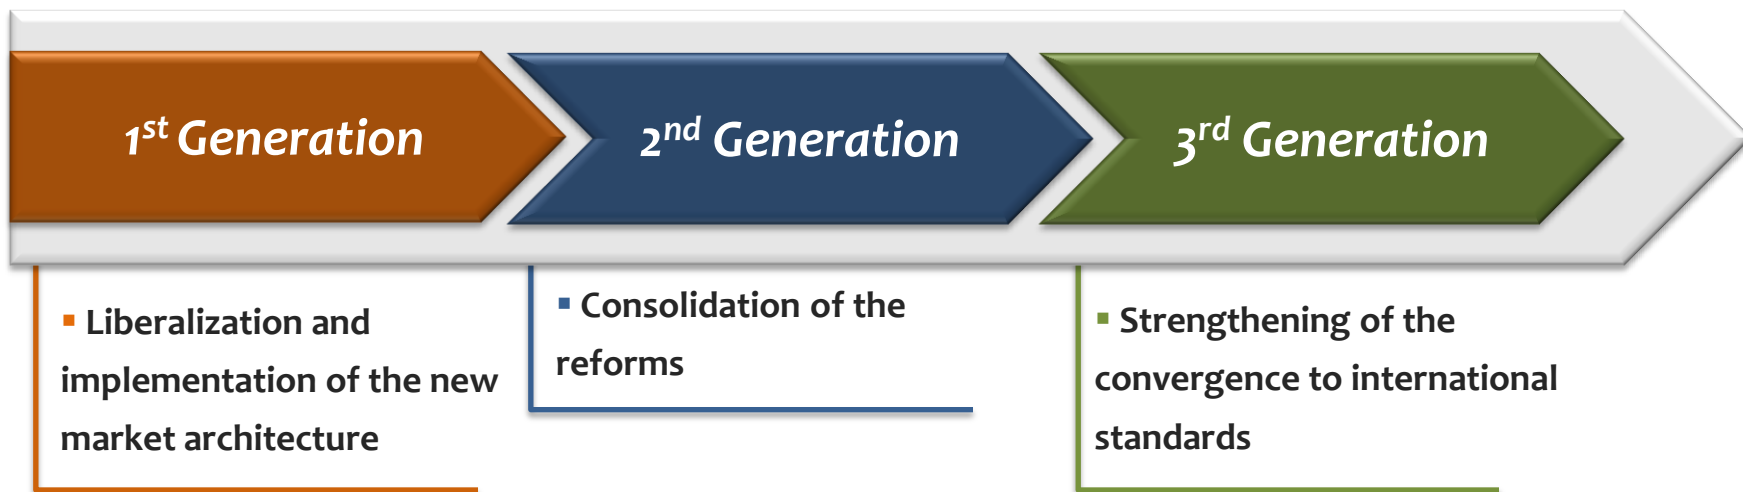 1st Generation
2nd Generation
3rd Generation
▪ Liberalization and
implementation of the new
market architecture
▪ Consolidation of the
reforms
▪ Strengthening of the
convergence to international
standards